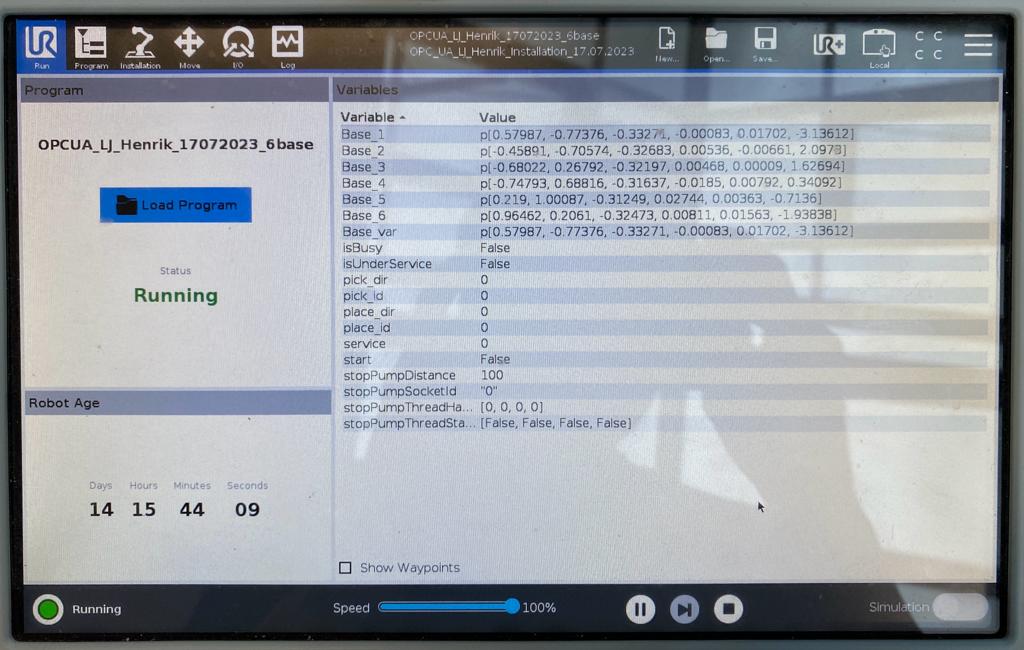 UR
Run
Program
Installation
Move
I/O
Log
OPCUA_LJ_Henrik_17072023_6base
OPC_UA_LJ_Henrik_Installation_17.07.2023
New...
Open...
Save...
UR+
Local
C C
C C
Program
OPCUA_LJ_Henrik_17072023_6base
Load Program
Status
Running
Robot Age
Days Hours Minutes Seconds
14 15 44 09
Variables
Variable Value
Base_1 p[0.57987, -0.77376, -0.33271, -0.00083, 0.01702, -3.13612]
Base_2 p[-0.45891, -0.70574, -0.32683, 0.00536, -0.00661, 2.0973]
Base_3 p[-0.68022, 0.26792, -0.32197, 0.00468, 0.00009, 1.62694]
Base_4 p[-0.74793, 0.68816, -0.31637, -0.0185, 0.00792, 0.34092]
Base_5 p[0.219, 1.00087, -0.31249, 0.02744, 0.00363, -0.7136]
Base_6 p[0.96462, 0.2061, -0.32473, 0.00811, 0.01563, -1.93838]
Base_var p[0.57987, -0.77376, -0.33271, -0.00083, 0.01702, -3.13612]
isBusy False
isUnderService False
pick_dir 0
pick_id 0
place_dir 0
place_id 0
service 0
start False
stopPumpDistance 100
stopPumpSocketId "0"
stopPumpThreadHa... [0, 0, 0, 0]
stopPumpThreadSta... [False, False, False, False]
Show Waypoints
Running
Speed 100%
Simulation